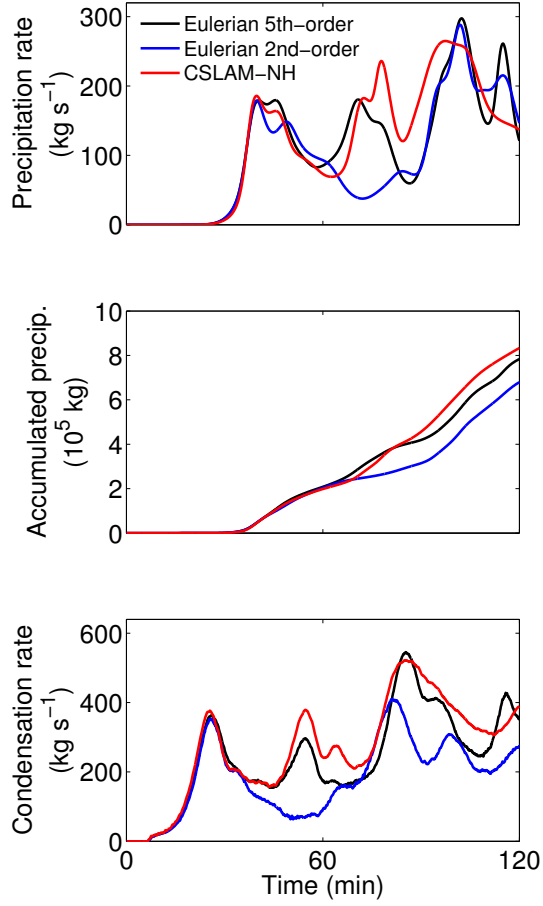 Precipitation rate
(kg s⁻¹)
300
200
100
0
Eulerian 5th−order
Eulerian 2nd−order
CSLAM−NH
Accumulated precip.
(10⁵ kg)
10
8
6
4
2
0
Condensation rate
(kg s⁻¹)
600
400
200
0
0
60
120
Time (min)